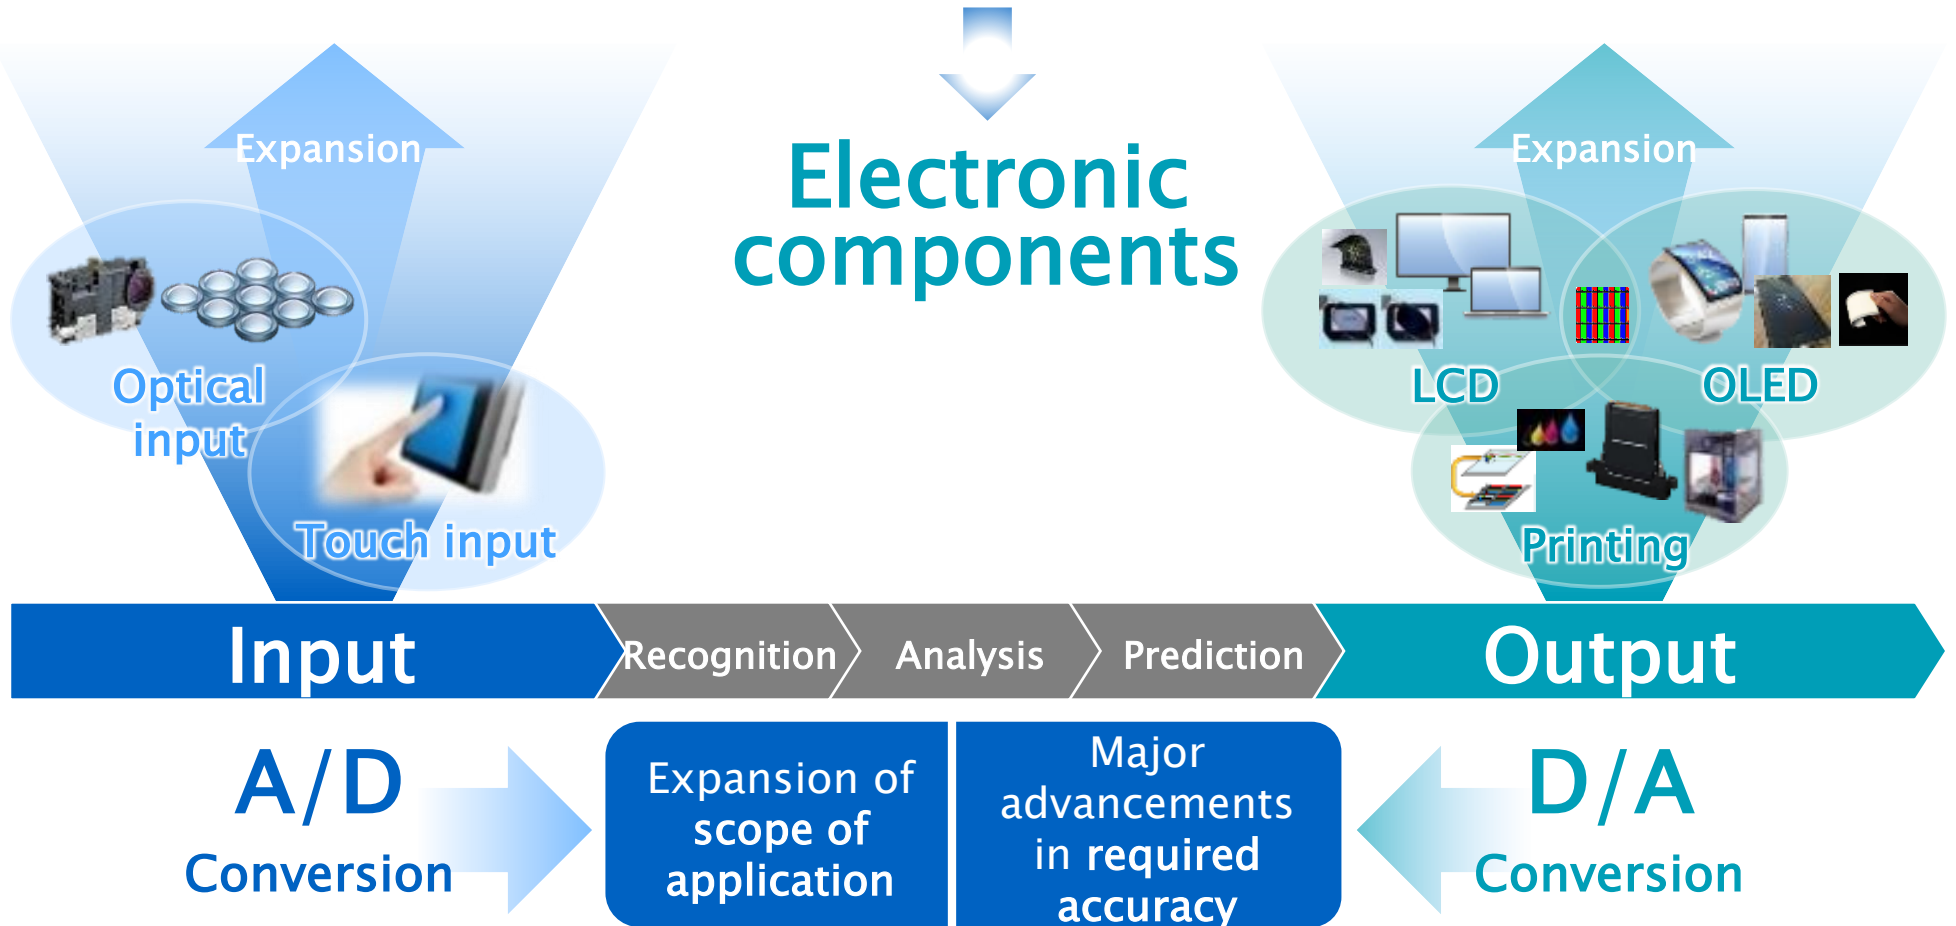 Expansion
Expansion
Electronic
components
Optical
input
Touch input
LCD
OLED
Printing
Input
Recognition
Analysis
Prediction
Output
A/D
Conversion
Expansion of
scope of
application
Major
advancements
in required
accuracy
D/A
Conversion